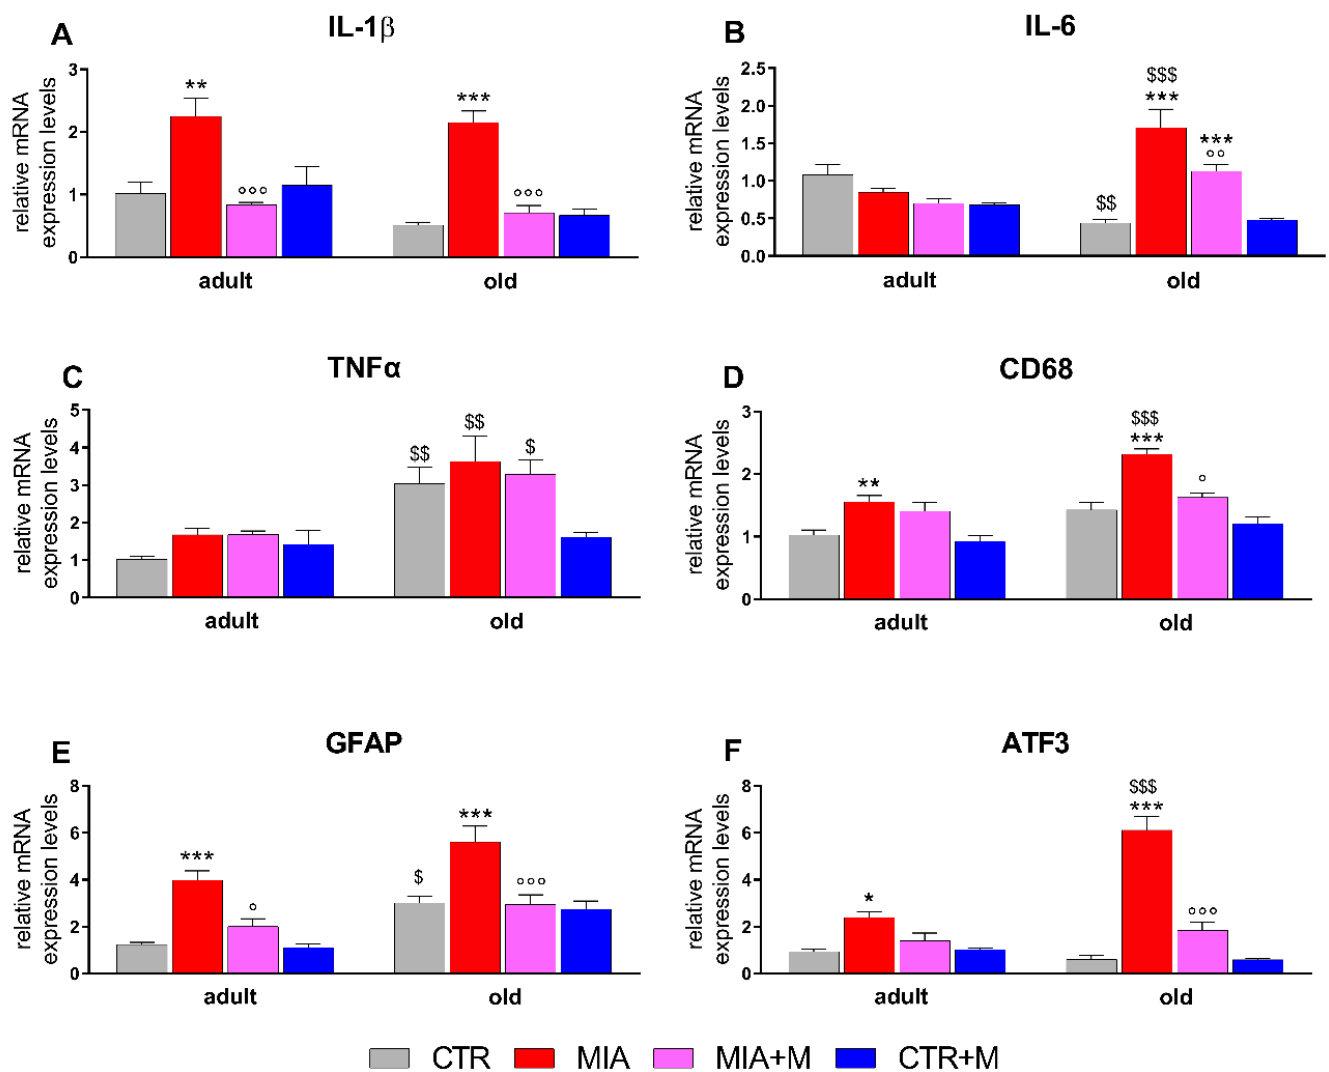 A
IL-1β
relative mRNA
expression levels
3
2
1
0
**
°°°
***
°°°
adult
old
B
IL-6
relative mRNA
expression levels
2.5
2.0
1.5
1.0
0.5
0.0
$$
$$$
***
***
°°
adult
old
C
TNFα
relative mRNA
expression levels
5
4
3
2
1
0
$$
$$
$
adult
old
D
CD68
relative mRNA
expression levels
3
2
1
0
**
$$$
***
°
adult
old
E
GFAP
relative mRNA
expression levels
8
6
4
2
0
***
°
$
***
°°°
adult
old
F
ATF3
relative mRNA
expression levels
8
6
4
2
0
*
$$$
***
°°°
adult
old
CTR MIA MIA+M CTR+M